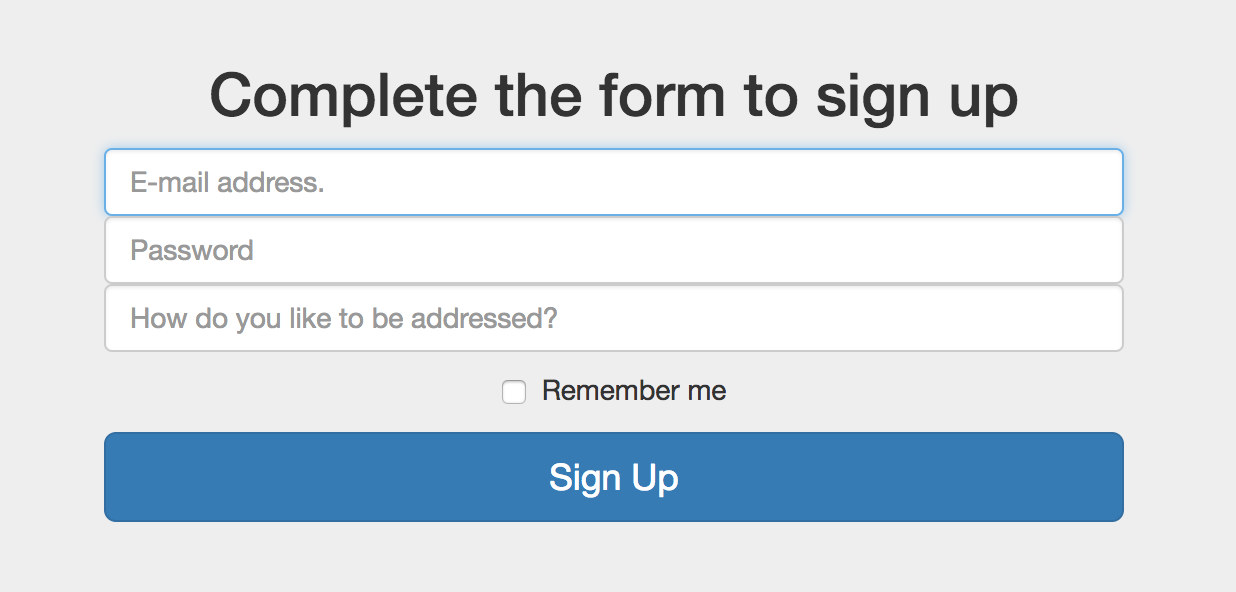 Complete the form to sign up
E-mail address.
Password
How do you like to be addressed?
Remember me
Sign Up